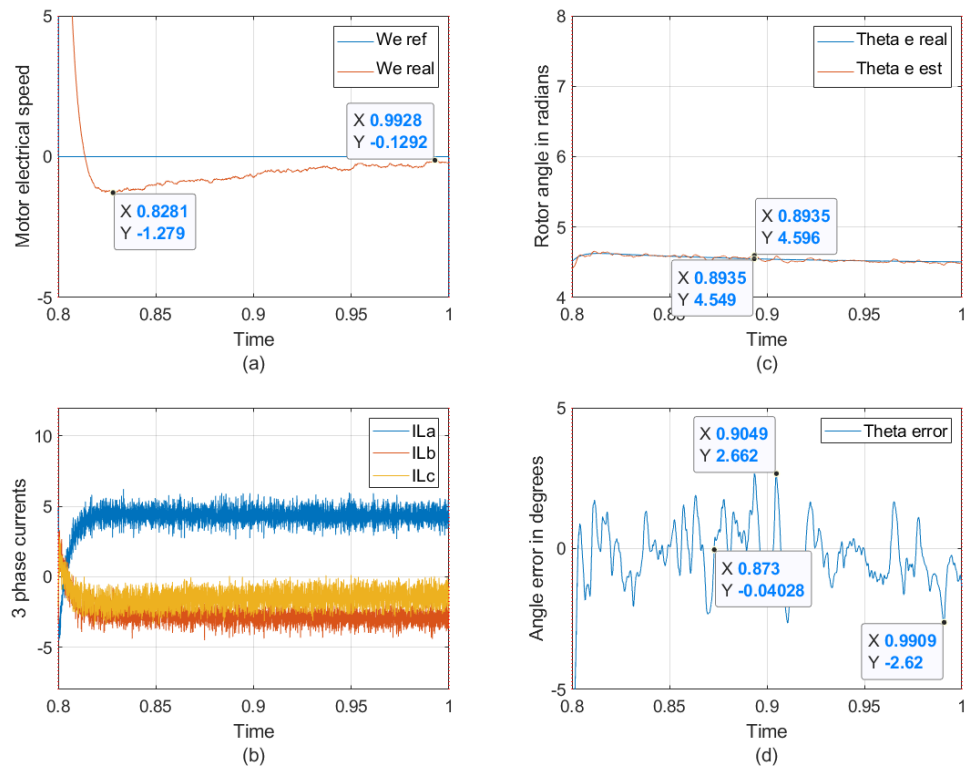 5
0
-5
Motor electrical speed
We ref
We real
X 0.9928
Y -0.1292
X 0.8281
Y -1.279
0.8
0.85
0.9
0.95
1
Time
(a)
8
7
6
5
4
Rotor angle in radians
Theta e real
Theta e est
X 0.8935
Y 4.596
X 0.8935
Y 4.549
0.8
0.85
0.9
0.95
1
Time
(c)
10
5
0
-5
3 phase currents
ILa
ILb
ILc
0.8
0.85
0.9
0.95
1
Time
(b)
5
0
-5
Angle error in degrees
Theta error
X 0.9049
Y 2.662
X 0.873
Y -0.04028
X 0.9909
Y -2.62
0.8
0.85
0.9
0.95
1
Time
(d)